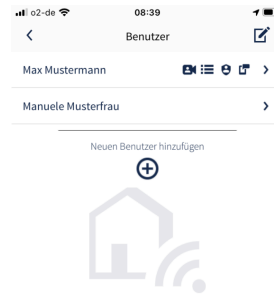 o2-de 08:39
Benutzer
Max Mustermann
Manuele Musterfrau
Neuen Benutzer hinzufügen